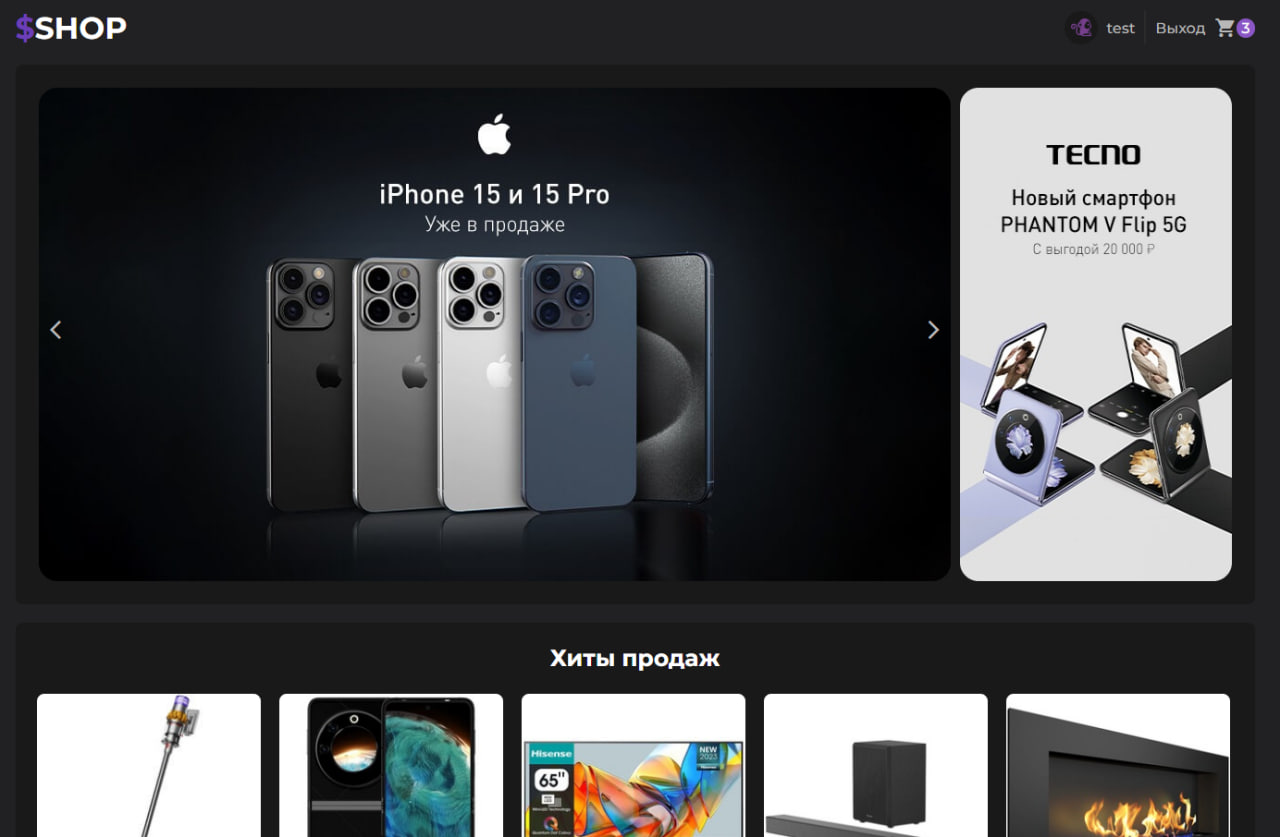 $SHOP
test
Выход
3
iPhone 15 и 15 Pro
Уже в продаже
TECNO
Новый смартфон
PHANTOM V Flip 5G
С выгодой 20 000 ₽
Хиты продаж
Hisense
65"
NEW
2023